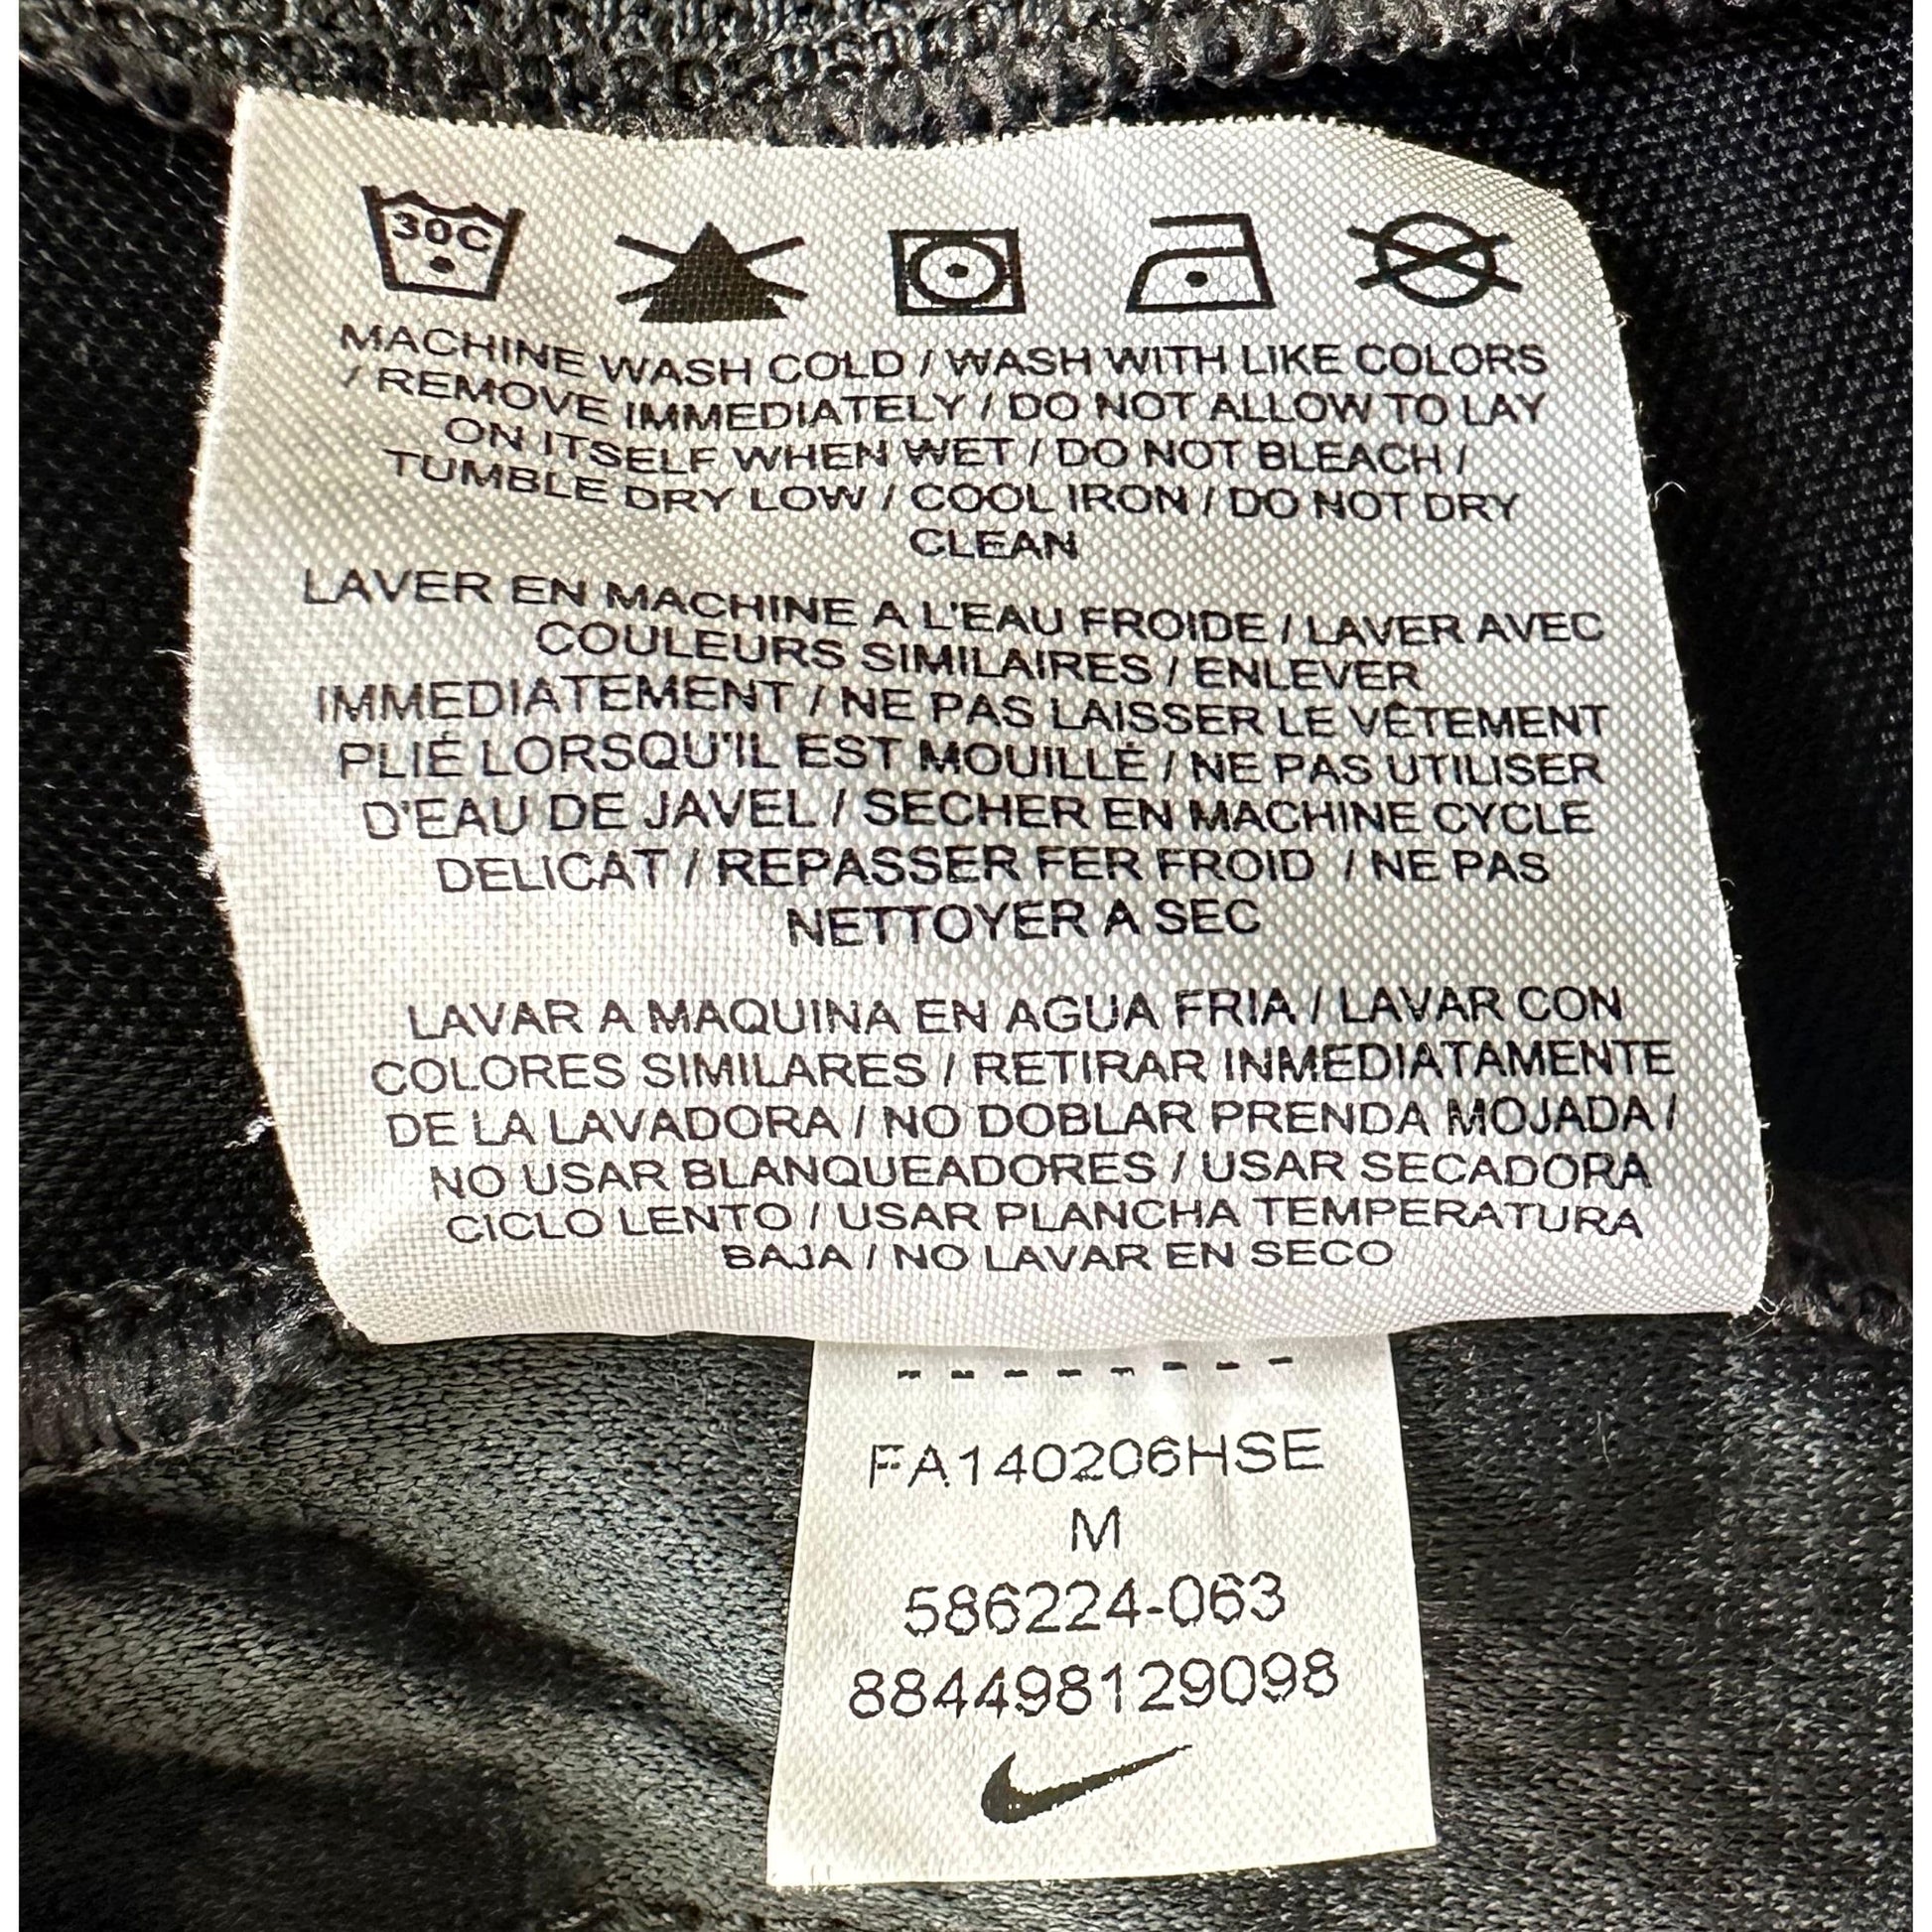 30C
MACHINE WASH COLD / WASH WITH LIKE COLORS
/ REMOVE IMMEDIATELY / DO NOT ALLOW TO LAY
ON ITSELF WHEN WET / DO NOT BLEACH /
TUMBLE DRY LOW / COOL IRON / DO NOT DRY
CLEAN
LAVER EN MACHINE A L'EAU FROIDE / LAVER AVEC
COULEURS SIMILAIRES / ENLEVER
IMMEDIATEMENT / NE PAS LAISSER LE VÊTEMENT
PLIÉ LORSQU'IL EST MOUILLÉ / NE PAS UTILISER
D'EAU DE JAVEL / SECHER EN MACHINE CYCLE
DELICAT / REPASSER FER FROID / NE PAS
NETTOYER A SEC
LAVAR A MAQUINA EN AGUA FRIA / LAVAR CON
COLORES SIMILARES / RETIRAR INMEDIATAMENTE
DE LA LAVADORA / NO DOBLAR PRENDA MOJADA /
NO USAR BLANQUEADORES / USAR SECADORA
CICLO LENTO / USAR PLANCHA TEMPERATURA
BAJA / NO LAVAR EN SECO
--------
FA140206HSE
M
586224-063
884498129098